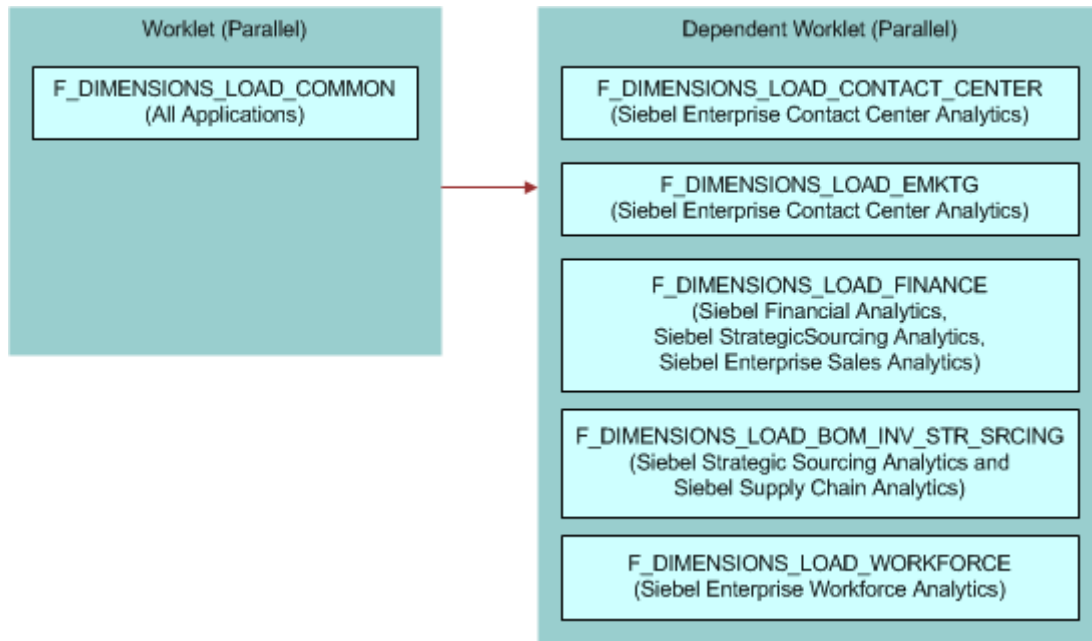 Worklet (Parallel)
F_DIMENSIONS_LOAD_COMMON
(All Applications)
Dependent Worklet (Parallel)
F_DIMENSIONS_LOAD_CONTACT_CENTER
(Siebel Enterprise Contact Center Analytics)
F_DIMENSIONS_LOAD_EMKTG
(Siebel Enterprise Contact Center Analytics)
F_DIMENSIONS_LOAD_FINANCE
(Siebel Financial Analytics,
Siebel StrategicSourcing Analytics,
Siebel Enterprise Sales Analytics)
F_DIMENSIONS_LOAD_BOM_INV_STR_SRCING
(Siebel Strategic Sourcing Analytics and
Siebel Supply Chain Analytics)
F_DIMENSIONS_LOAD_WORKFORCE
(Siebel Enterprise Workforce Analytics)